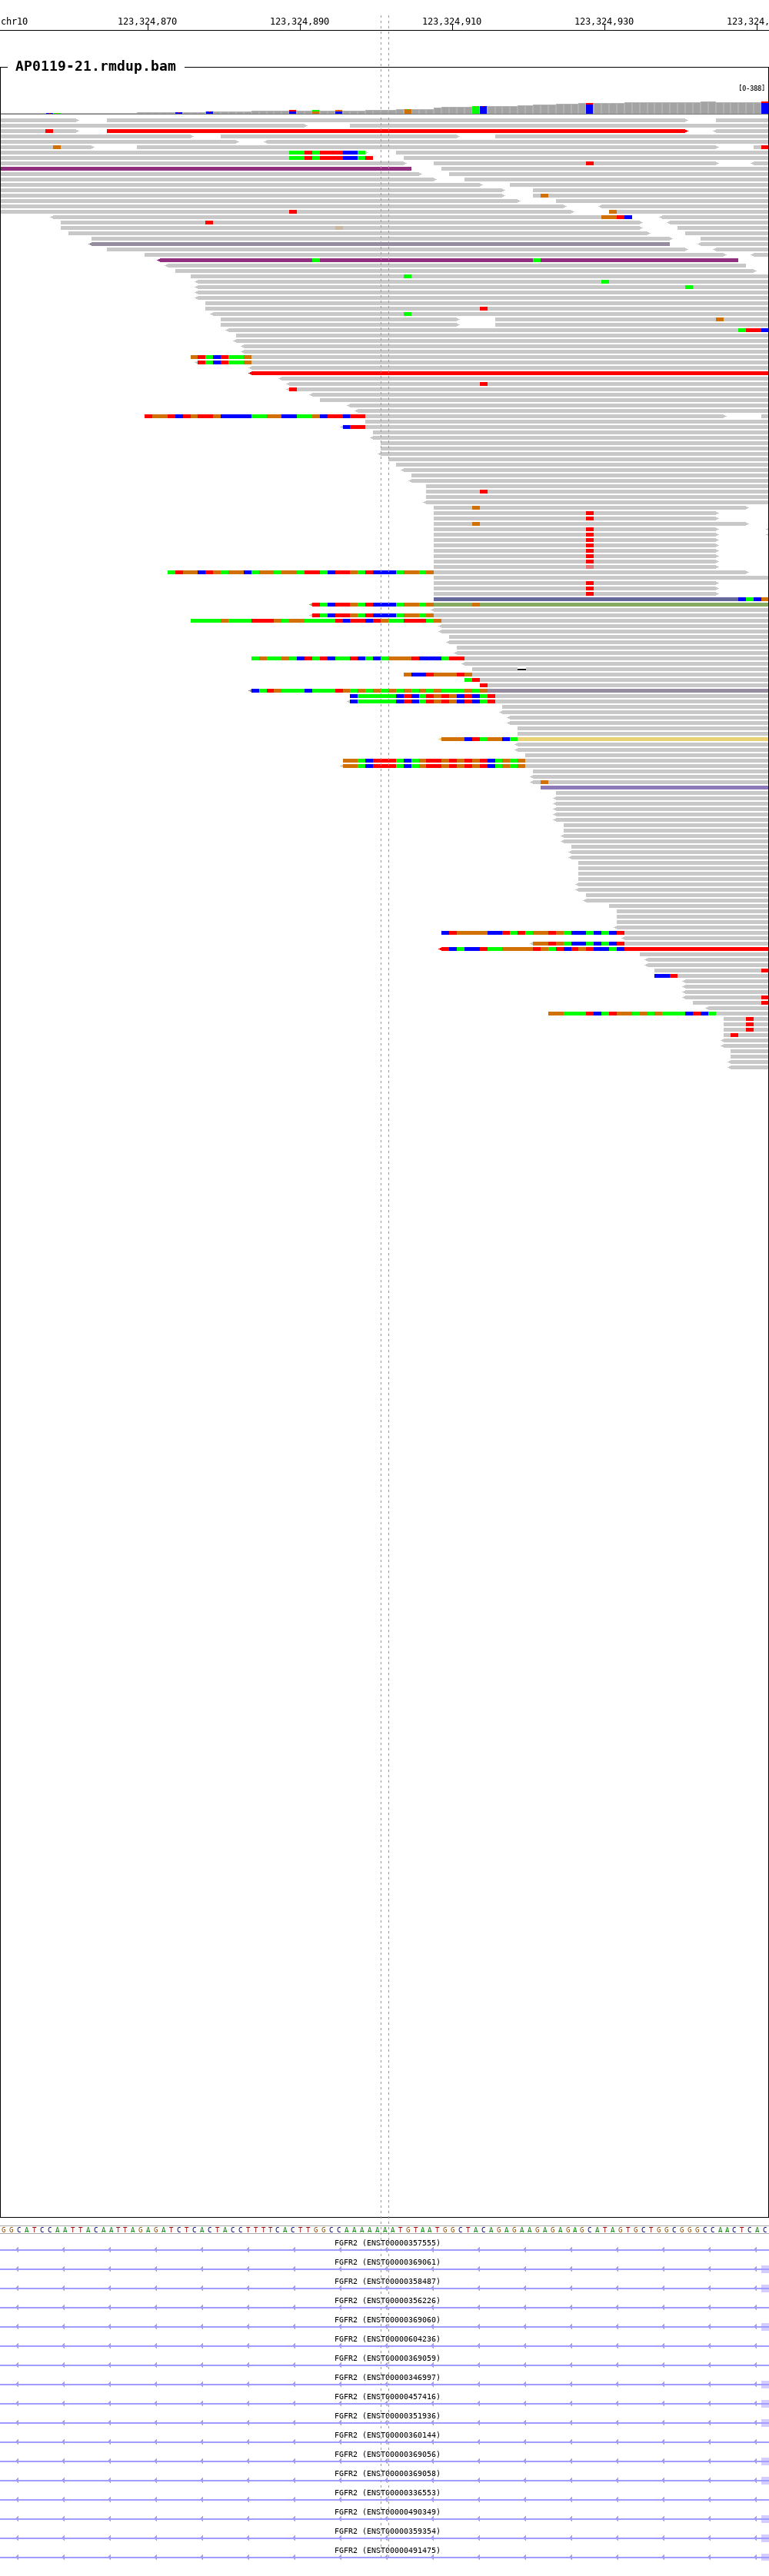 chr10 123,324,870 123,324,890 123,324,910 123,324,930 123,324,
AP0119-21.rmdup.bam
[0-388]
GGCATCCAATTACAATTAGAGATCTCACTACCTTTTCACTTGGCCAAAAAAATGTAATGGCTACAGAGAAGAGAGAGCATAGTGCTGGCGGGCCAACTCAC
FGFR2 (ENST00000357555)
FGFR2 (ENST00000369061)
FGFR2 (ENST00000358487)
FGFR2 (ENST00000356226)
FGFR2 (ENST00000369060)
FGFR2 (ENST00000604236)
FGFR2 (ENST00000369059)
FGFR2 (ENST00000346997)
FGFR2 (ENST00000457416)
FGFR2 (ENST00000351936)
FGFR2 (ENST00000360144)
FGFR2 (ENST00000369056)
FGFR2 (ENST00000369058)
FGFR2 (ENST00000336553)
FGFR2 (ENST00000490349)
FGFR2 (ENST00000359354)
FGFR2 (ENST00000491475)